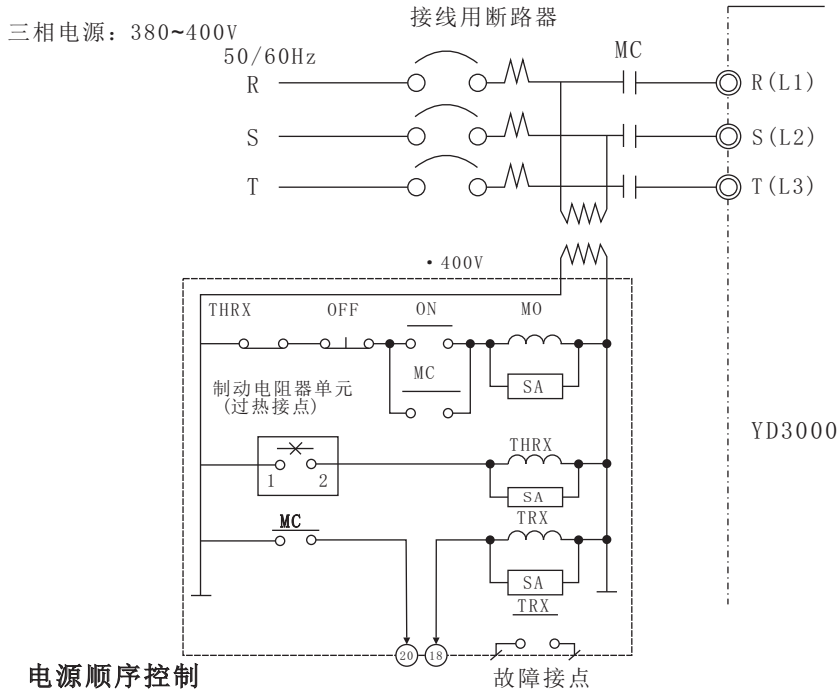 接线用断路器
三相电源：380~400V
50/60Hz
MC
R
R(L1)
S
S(L2)
T
T(L3)
• 400V
THRX
OFF
ON
MO
MC
SA
制动电阻器单元
(过热接点)
YD3000
THRX
1
2
SA
MC
TRX
SA
TRX
20
18
电源顺序控制
故障接点